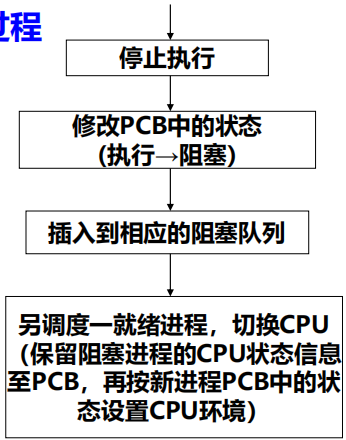 过程
停止执行
修改PCB中的状态
(执行→阻塞)
插入到相应的阻塞队列
另调度一就绪进程，切换CPU
（保留阻塞进程的CPU状态信息
至PCB，再按新进程PCB中的状
态设置CPU环境）